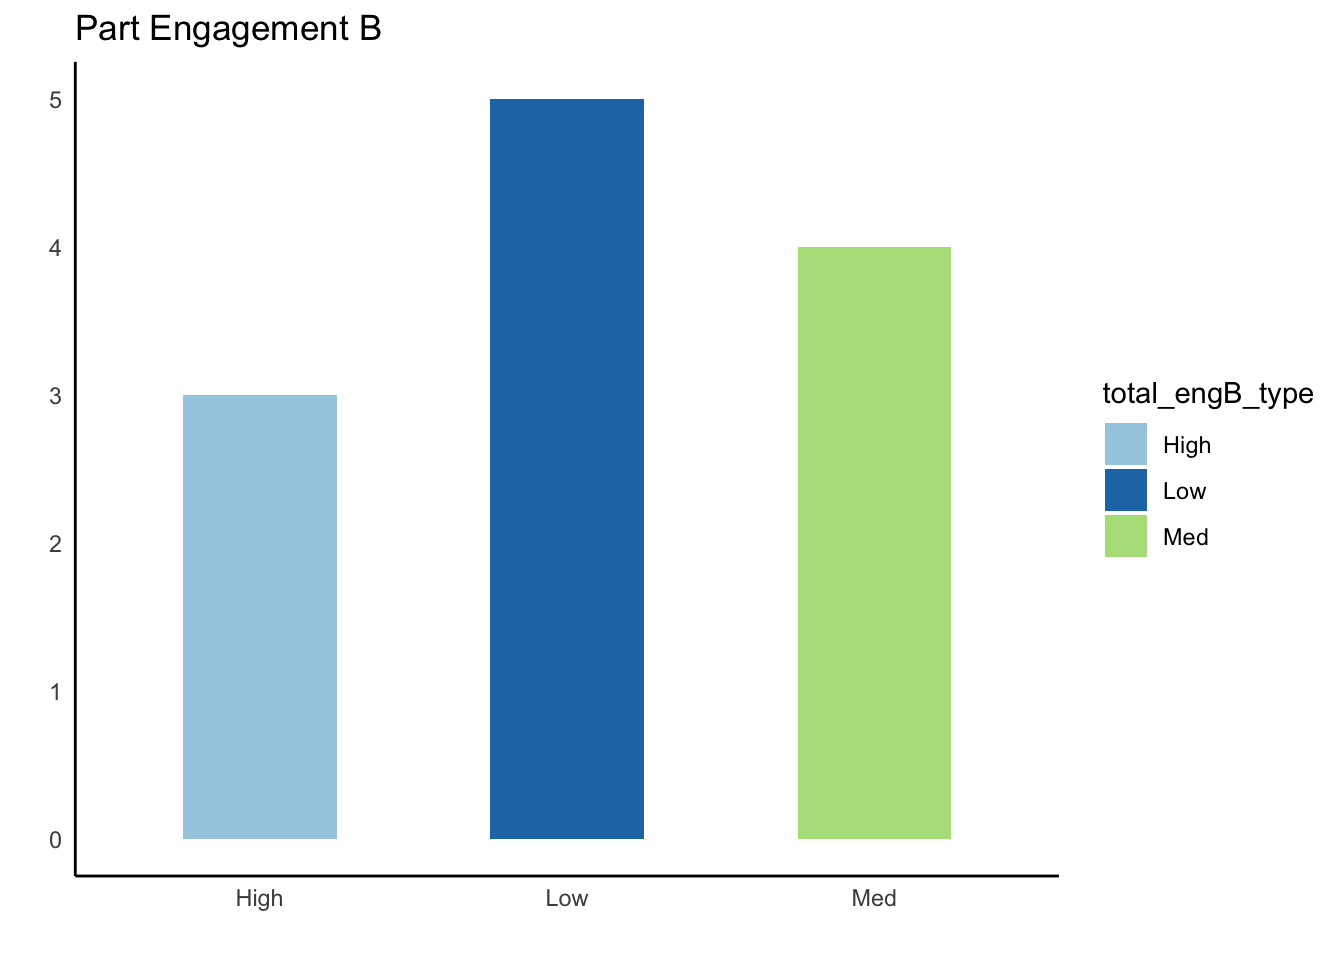 Part Engagement B
5
4
3
2
1
0
High
Low
Med
total_engB_type
High
Low
Med